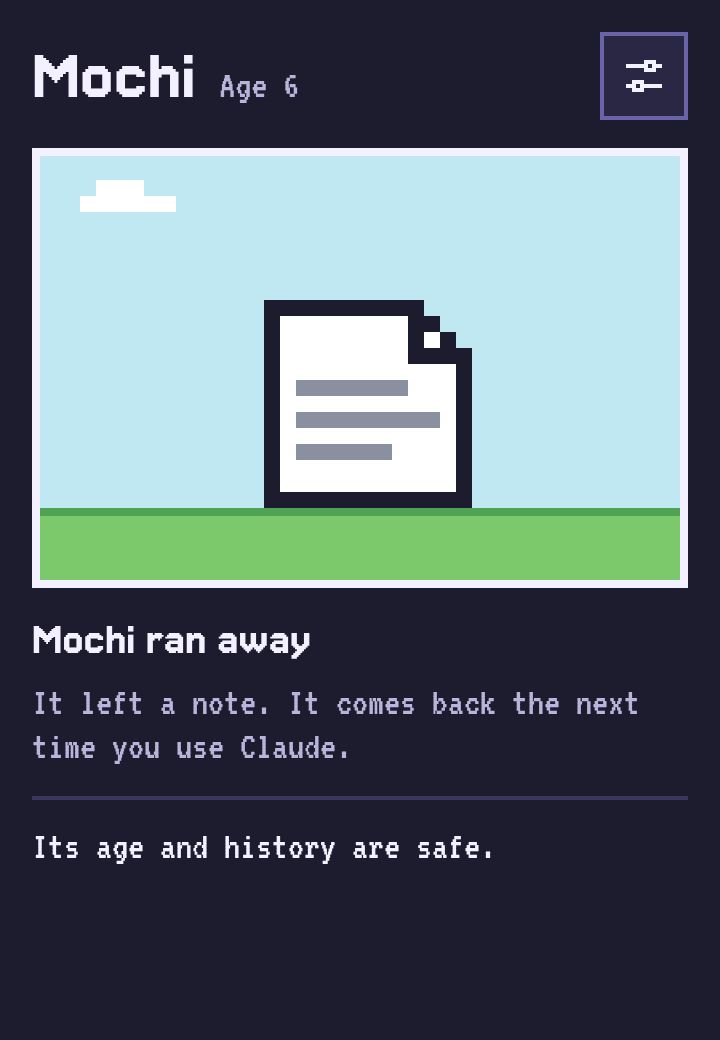 Mochi Age 6
Mochi ran away
It left a note. It comes back the next
time you use Claude.
Its age and history are safe.